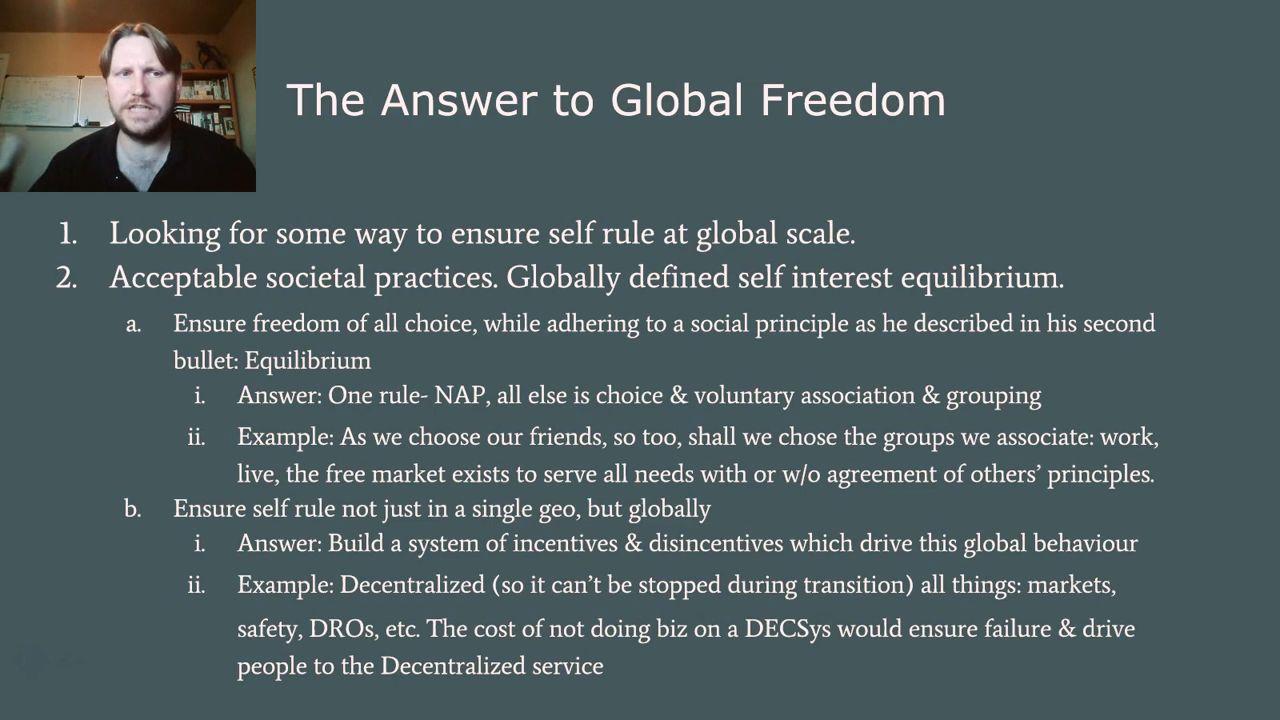 The Answer to Global Freedom
1. Looking for some way to ensure self rule at global scale.
2. Acceptable societal practices. Globally defined self interest equilibrium.
a. Ensure freedom of all choice, while adhering to a social principle as he described in his second
bullet: Equilibrium
i. Answer: One rule- NAP, all else is choice & voluntary association & grouping
ii. Example: As we choose our friends, so too, shall we chose the groups we associate: work,
live, the free market exists to serve all needs with or w/o agreement of others’ principles.
b. Ensure self rule not just in a single geo, but globally
i. Answer: Build a system of incentives & disincentives which drive this global behaviour
ii. Example: Decentralized (so it can’t be stopped during transition) all things: markets,
safety, DROs, etc. The cost of not doing biz on a DECSys would ensure failure & drive
people to the Decentralized service